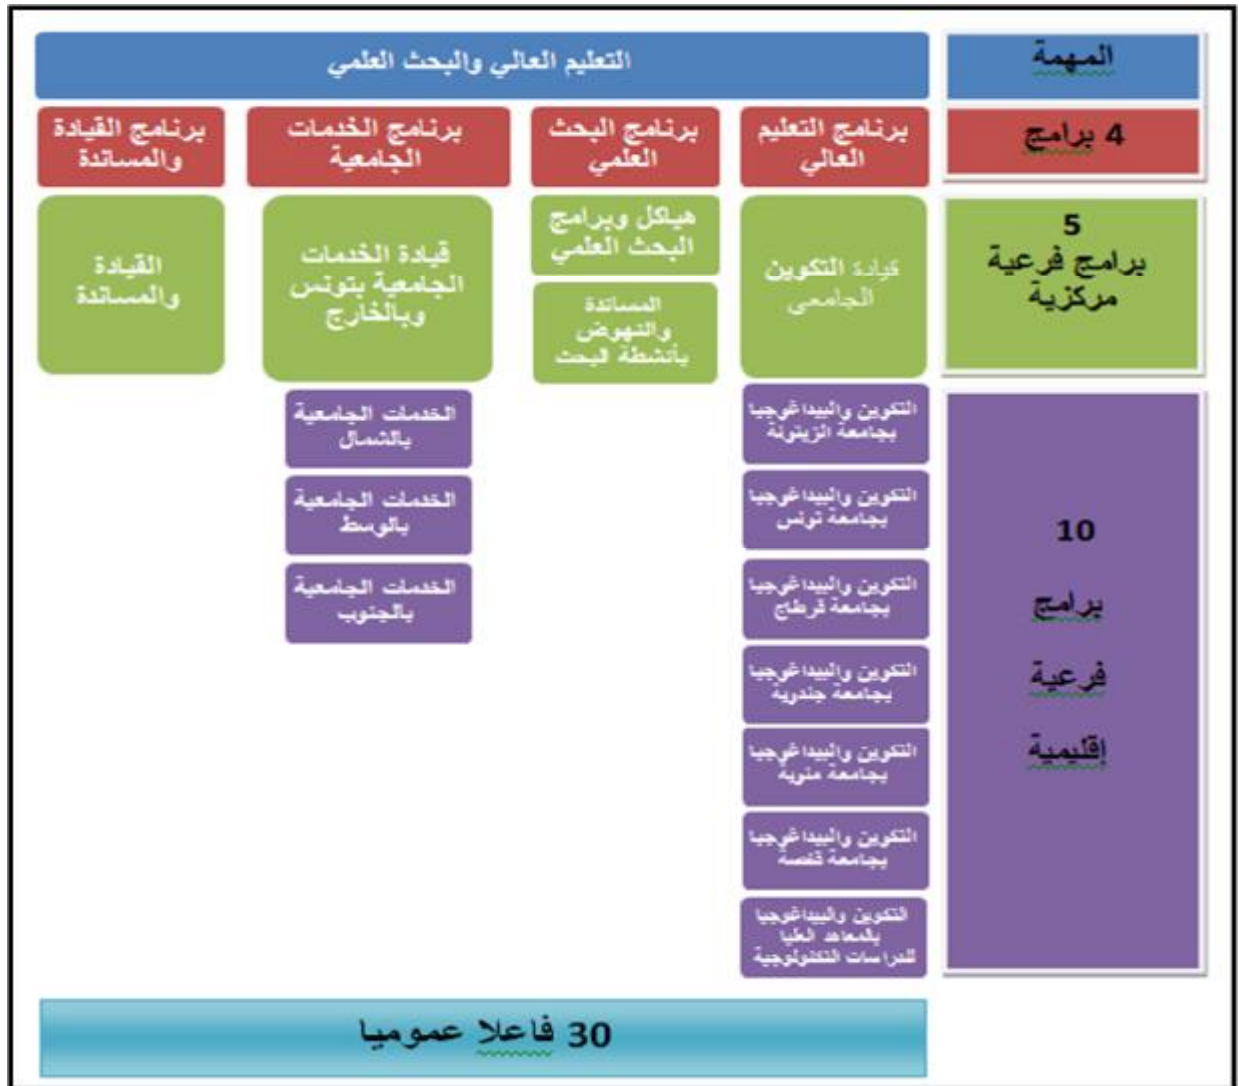 المهمة
التعليم العالي والبحث العلمي
4 برامج
برنامج التعليم
العالي
برنامج البحث
العلمي
برنامج الخدمات
الجامعية
برنامج القيادة
والمساندة
5
برامج فرعية
مركزية
قيادة التكوين
الجامعي
هياكل وبرامج
البحث العلمي
المساندة
والنهوض
بأنشطة البحث
قيادة الخدمات
الجامعية بتونس
وبالخارج
القيادة
والمساندة
10
برامج
فرعية
إقليمية
التكوين والبيداغوجيا
بجامعة الزيتونة
التكوين والبيداغوجيا
بجامعة تونس
التكوين والبيداغوجيا
بجامعة قرطاج
التكوين والبيداغوجيا
بجامعة جندوبة
التكوين والبيداغوجيا
بجامعة منوبة
التكوين والبيداغوجيا
بجامعة قفصة
التكوين والبيداغوجيا
بالمعاهد العليا
للدراسات التكنولوجية
الخدمات الجامعية
بالشمال
الخدمات الجامعية
بالوسط
الخدمات الجامعية
بالجنوب
30 فاعلا عموميا